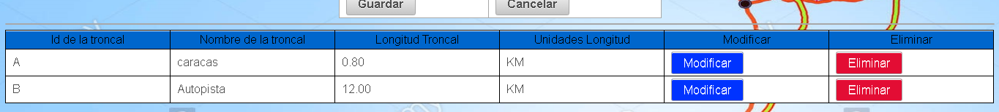 Guardar Cancelar
Id de la troncal Nombre de la troncal Longitud Troncal Unidades Longitud Modificar Eliminar
A caracas 0.80 KM Modificar Eliminar
B Autopista 12.00 KM Modificar Eliminar